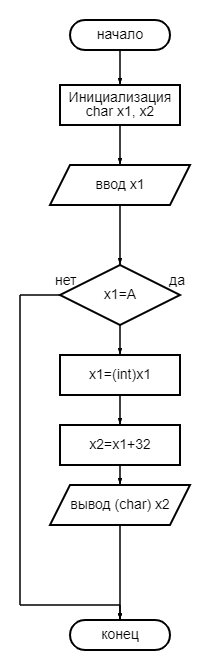 начало
Инициализация
char x1, x2
ввод x1
нет
да
x1=A
x1=(int)x1
x2=x1+32
вывод (char) x2
конец